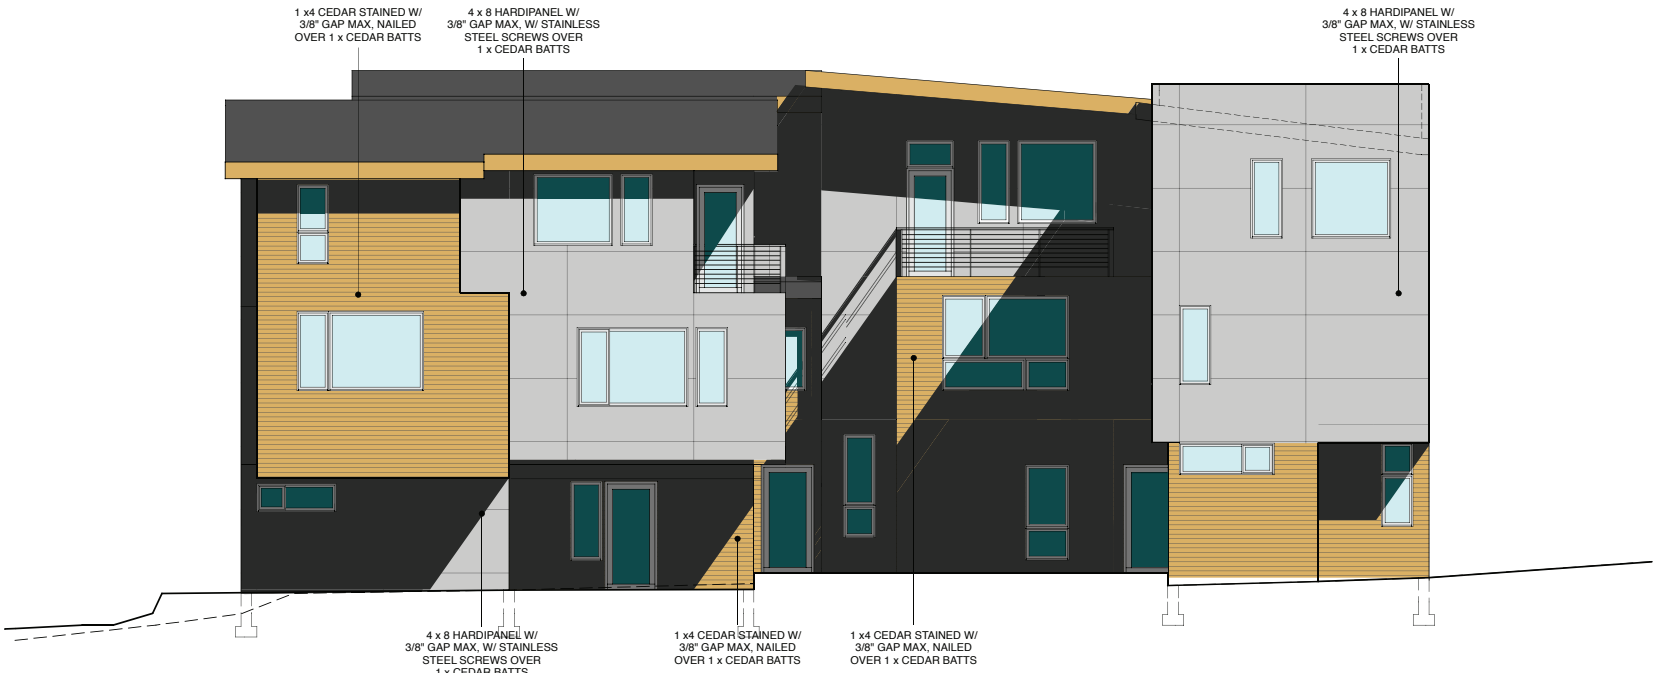 1 x4 CEDAR STAINED W/
3/8" GAP MAX, NAILED
OVER 1 x CEDAR BATTS
4 x 8 HARDIPANEL W/
3/8" GAP MAX, W/ STAINLESS
STEEL SCREWS OVER
1 x CEDAR BATTS
4 x 8 HARDIPANEL W/
3/8" GAP MAX, W/ STAINLESS
STEEL SCREWS OVER
1 x CEDAR BATTS
4 x 8 HARDIPANEL W/
3/8" GAP MAX, W/ STAINLESS
STEEL SCREWS OVER
1 x CEDAR BATTS
1 x4 CEDAR STAINED W/
3/8" GAP MAX, NAILED
OVER 1 x CEDAR BATTS
1 x4 CEDAR STAINED W/
3/8" GAP MAX, NAILED
OVER 1 x CEDAR BATTS